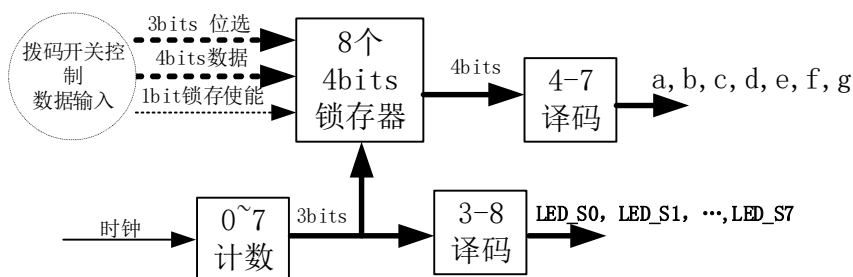 3bits 位选
拨码开关控
制
数据输入
4bits数据
1bit锁存使能
8个
4bits
锁存器
4bits
4-7
译码
a, b, c, d, e, f, g
时钟
0~7
计数
3bits
3-8
译码
LED_S0, LED_S1, …,LED_S7